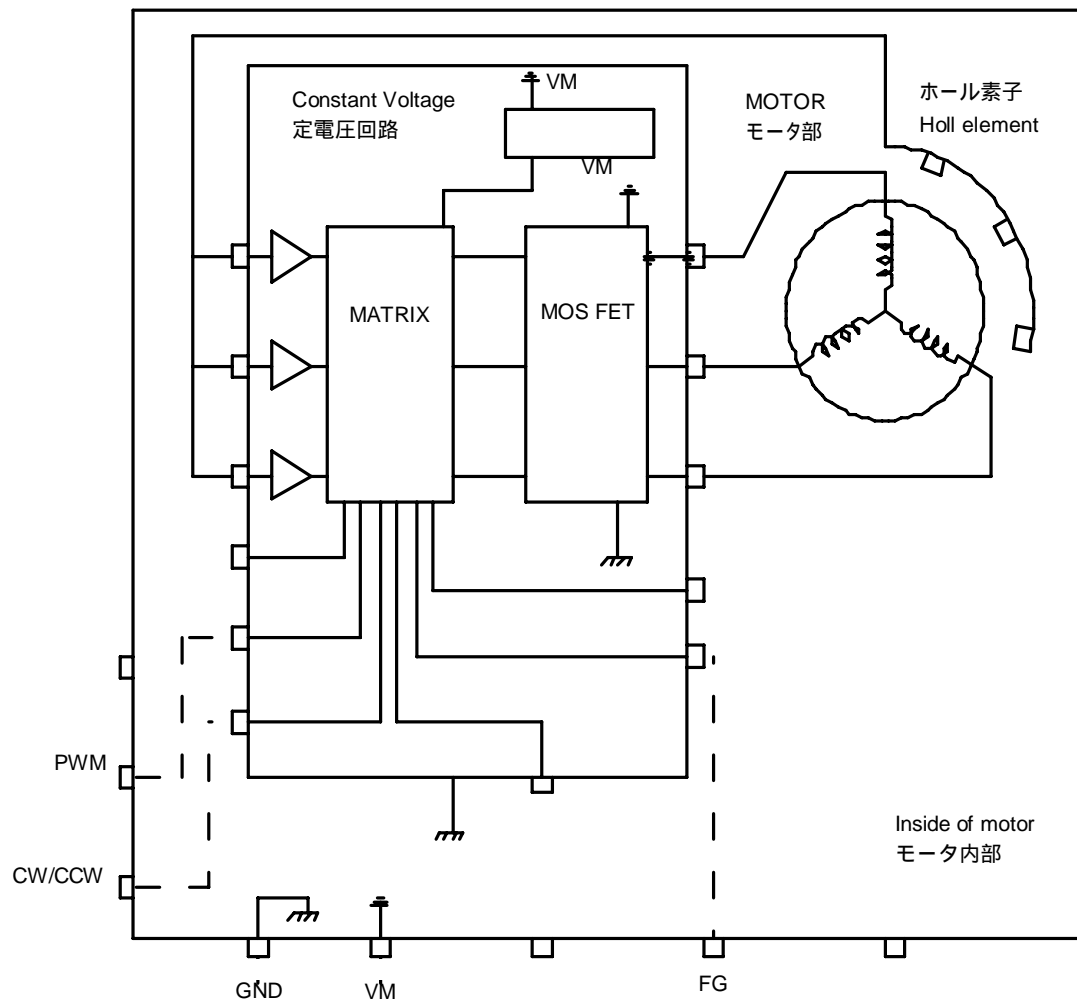 VM
Constant Voltage
定電圧回路
MOTOR
モータ部
ホール素子
Holl element
VM
MATRIX
MOS FET
PWM
CW/CCW
Inside of motor
モータ内部
GND
VM
FG